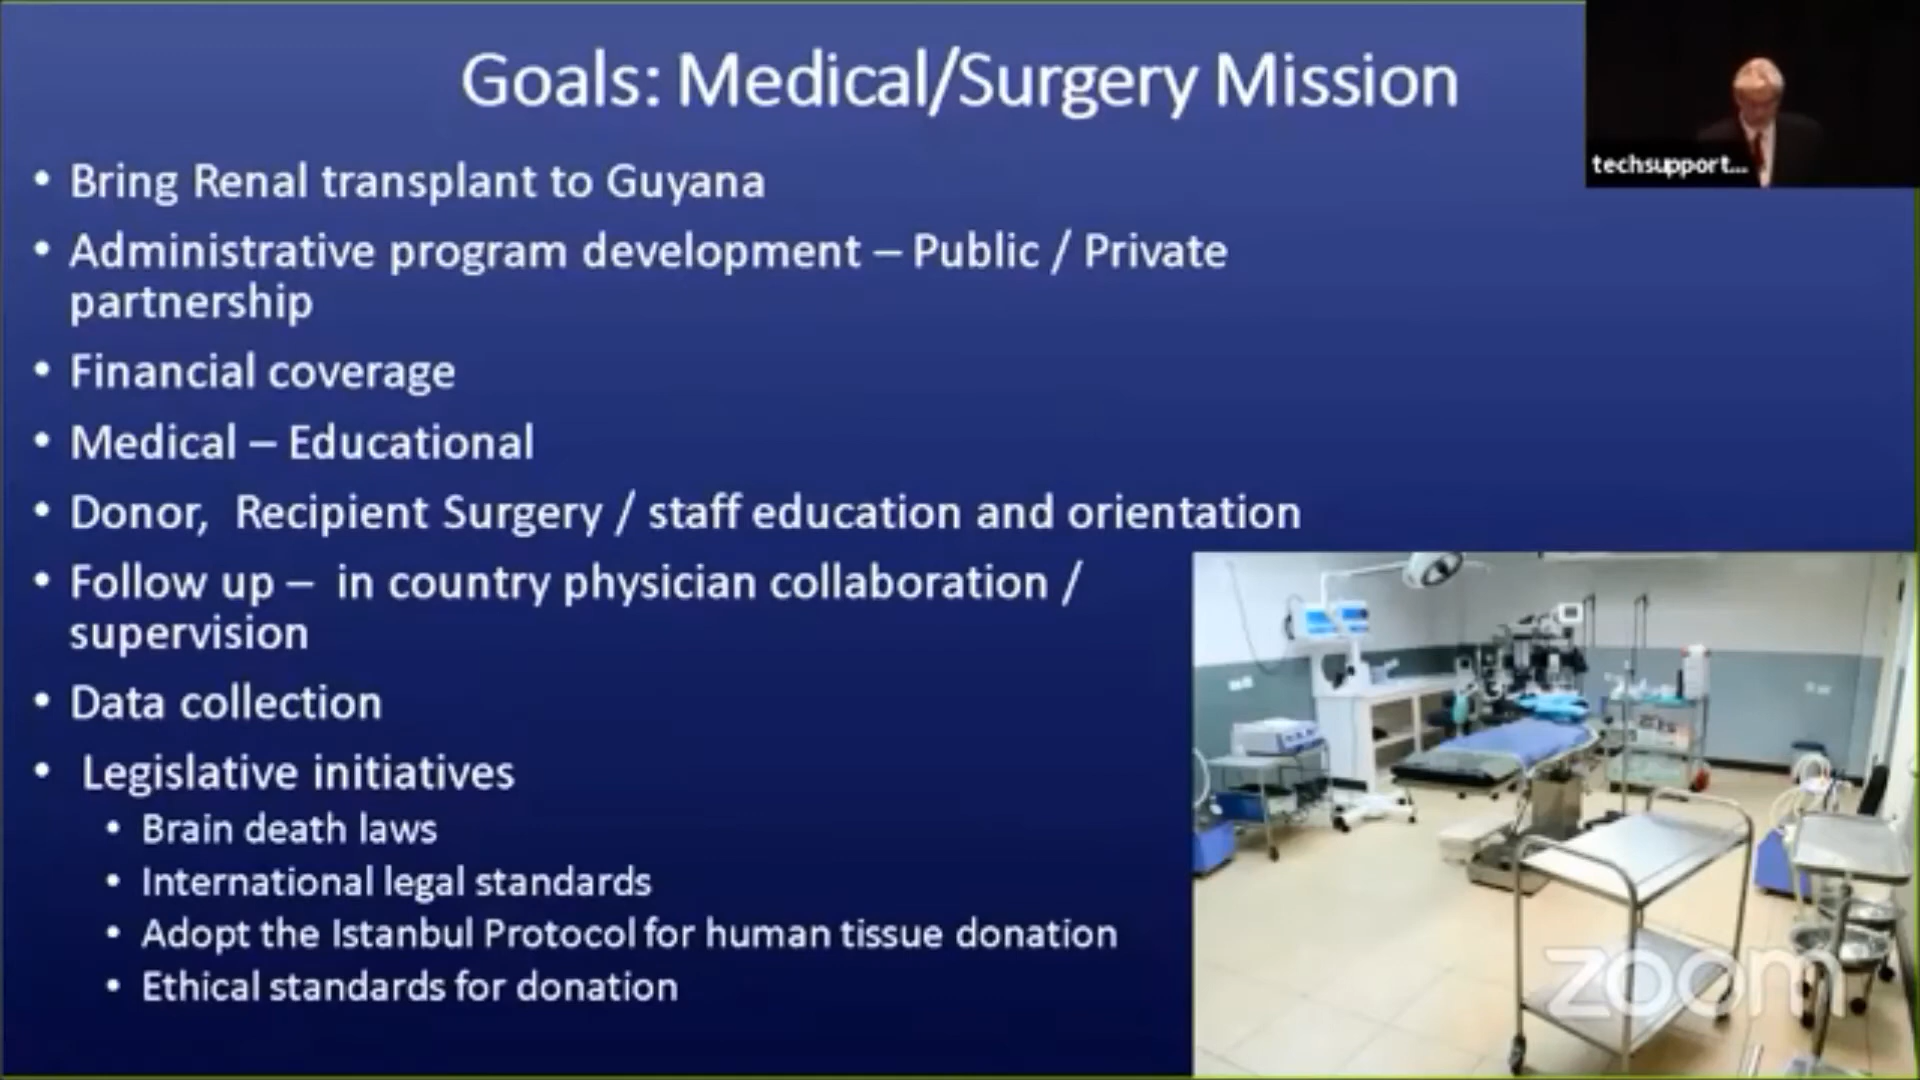 Goals: Medical/Surgery Mission
techsupport...
• Bring Renal transplant to Guyana
• Administrative program development – Public / Private
partnership
• Financial coverage
• Medical – Educational
• Donor,  Recipient Surgery / staff education and orientation
• Follow up –  in country physician collaboration /
supervision
• Data collection
• Legislative initiatives
• Brain death laws
• International legal standards
• Adopt the Istanbul Protocol for human tissue donation
• Ethical standards for donation
zoom